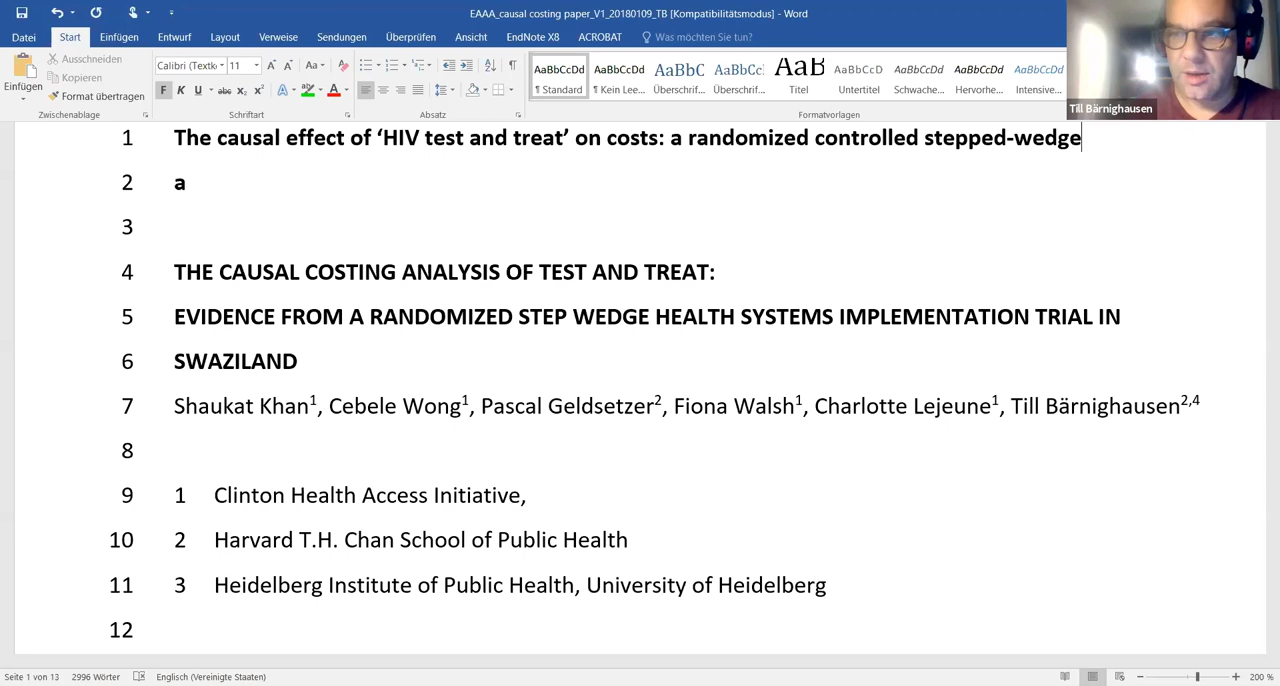 EAAA_causal costing paper_V1_20180109_TB [Kompatibilitätsmodus] - Word
Datei Start Einfügen Entwurf Layout Verweise Sendungen Überprüfen Ansicht EndNote X8 ACROBAT Was möchten Sie tun?
Einfügen
Ausschneiden
Kopieren
Format übertragen
Zwischenablage
Calibri (Textk 11 A A Aa
F K U abc x₂ x² A A
Schriftart
Absatz
AaBbCcDd AaBbCcDd AaBbC AaBbCc AaB AaBbCcD AaBbCcDd AaBbCcDd AaBbCcDd
¶ Standard ¶ Kein Lee... Überschrif... Überschrif... Titel Untertitel Schwache... Hervorhe... Intensive...
Formatvorlagen
Till Bärnighausen
1 The causal effect of ‘HIV test and treat’ on costs: a randomized controlled stepped-wedge
2 a
3
4 THE CAUSAL COSTING ANALYSIS OF TEST AND TREAT:
5 EVIDENCE FROM A RANDOMIZED STEP WEDGE HEALTH SYSTEMS IMPLEMENTATION TRIAL IN
6 SWAZILAND
7 Shaukat Khan¹, Cebele Wong¹, Pascal Geldsetzer², Fiona Walsh¹, Charlotte Lejeune¹, Till Bärnighausen²,⁴
8
9 1 Clinton Health Access Initiative,
10 2 Harvard T.H. Chan School of Public Health
11 3 Heidelberg Institute of Public Health, University of Heidelberg
12
Seite 1 von 13 2996 Wörter Englisch (Vereinigte Staaten) 200 %